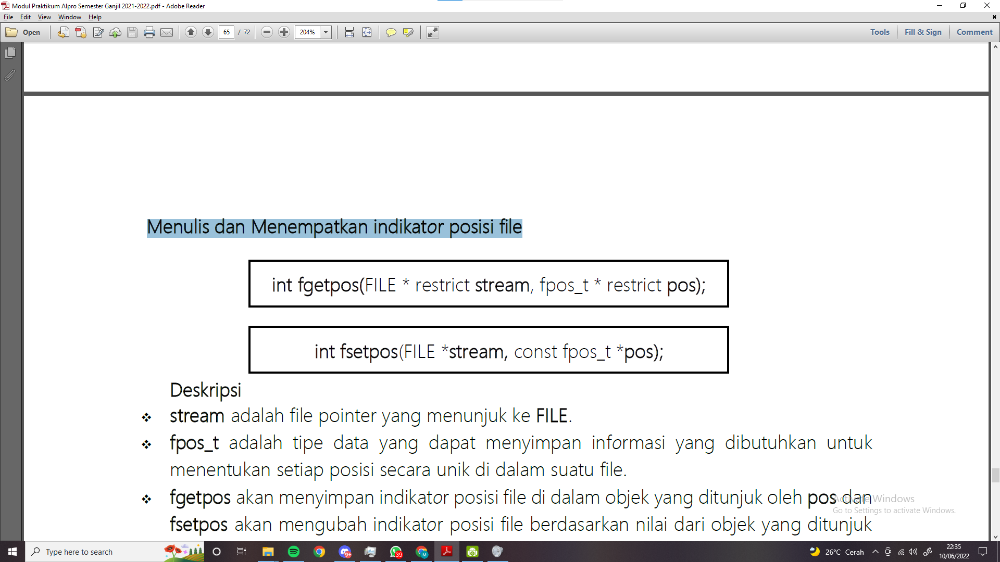 Modul Praktikum Alpro Semester Ganjil 2021-2022.pdf - Adobe Reader
File Edit View Window Help
Open 65 / 72 204% Tools Fill & Sign Comment
Menulis dan Menempatkan indikator posisi file
int fgetpos(FILE * restrict stream, fpos_t * restrict pos);
int fsetpos(FILE *stream, const fpos_t *pos);
Deskripsi
❖ stream adalah file pointer yang menunjuk ke FILE.
❖ fpos_t adalah tipe data yang dapat menyimpan informasi yang dibutuhkan untuk
menentukan setiap posisi secara unik di dalam suatu file.
❖ fgetpos akan menyimpan indikator posisi file di dalam objek yang ditunjuk oleh pos dan
fsetpos akan mengubah indikator posisi file berdasarkan nilai dari objek yang ditunjuk
Activate Windows
Go to Settings to activate Windows.
Type here to search
9+
39
M
26°C Cerah
22:35
10/06/2022